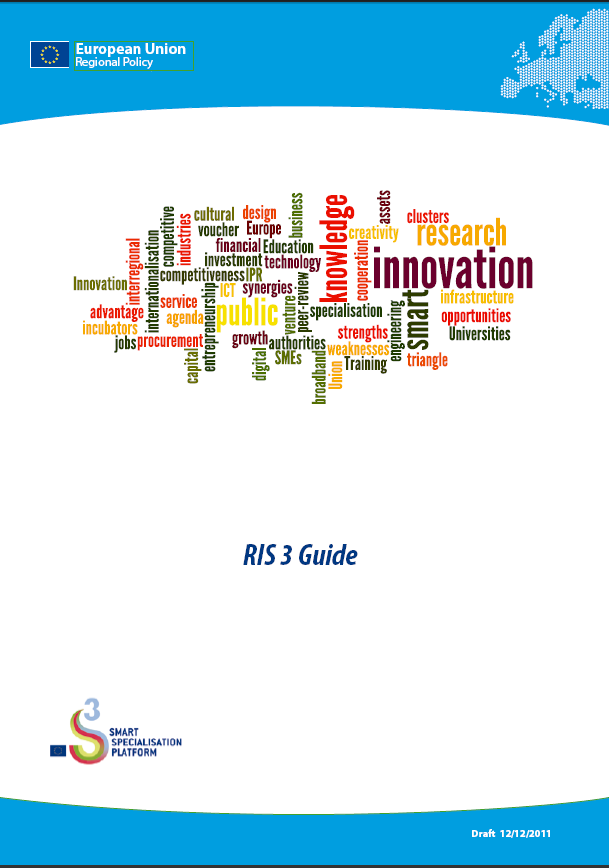 European Union
Regional Policy
cultural
design
business
knowledge
assets
competitive
industries
voucher
Europe
creativity
clusters
research
interregional
internationalisation
financial
Education
cooperation
innovation
investment
technology
Innovation
competitiveness
IPR
ICT
synergies
peer-review
infrastructure
service
public
venture
specialisation
smart
advantage
agenda
entrepreneurship
opportunities
incubators
strengths
engineering
Universities
jobs
procurement
growth
authorities
weaknesses
capital
digital
SMEs
broadband
Union
Training
triangle
RIS 3 Guide
S3
SMART
SPECIALISATION
PLATFORM
Draft 12/12/2011